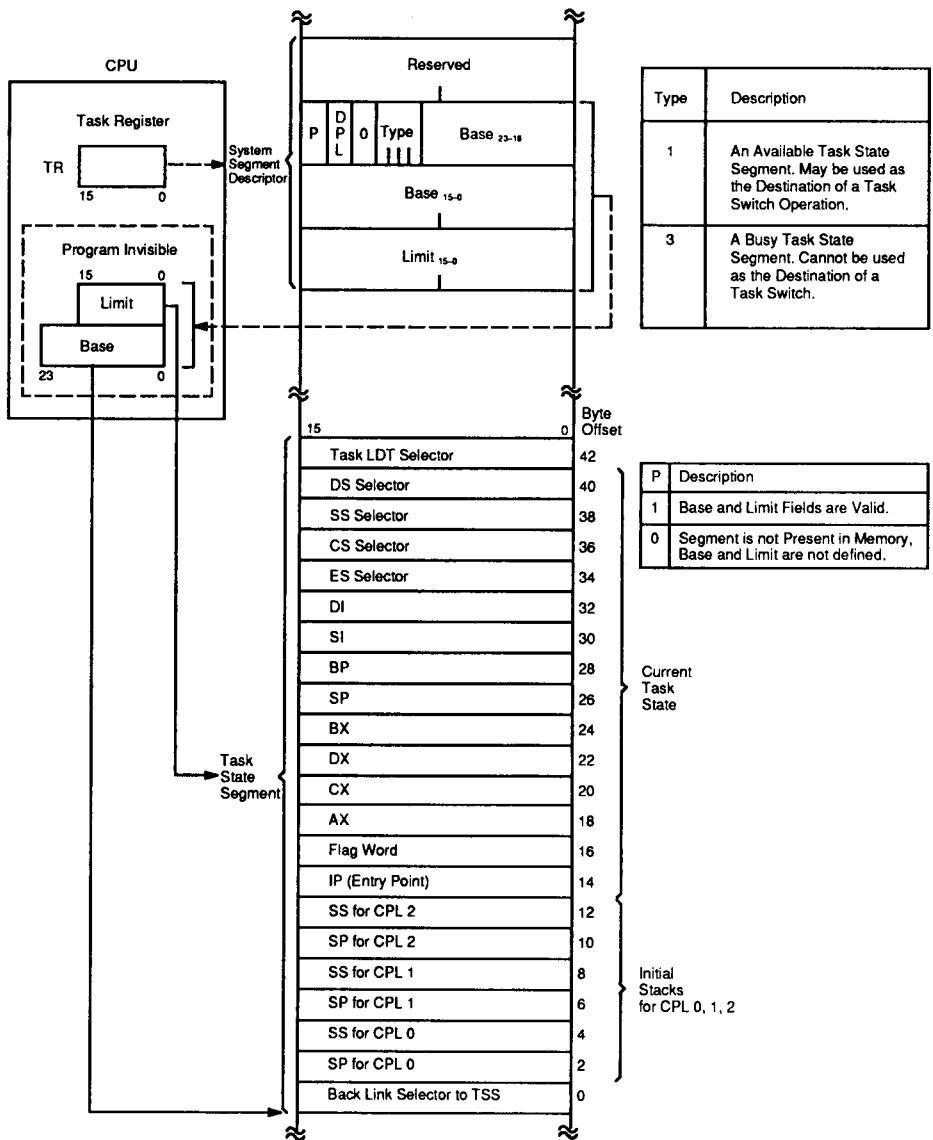 CPU
Task Register
TR
15 0
Program Invisible
15 0
Limit
Base
23 0
System
Segment
Descriptor
Reserved
P
D
P
L
0
Type
Base 23–16
Base 15–0
Limit 15–0
Type Description
1 An Available Task State
Segment. May be used as
the Destination of a Task
Switch Operation.
3 A Busy Task State
Segment. Cannot be used
as the Destination of a
Task Switch.
P Description
1 Base and Limit Fields are Valid.
0 Segment is not Present in Memory,
Base and Limit are not defined.
Byte
15 0 Offset
Task LDT Selector 42
DS Selector 40
SS Selector 38
CS Selector 36
ES Selector 34
DI 32
SI 30
BP 28
SP 26
BX 24
DX 22
CX 20
AX 18
Flag Word 16
IP (Entry Point) 14
SS for CPL 2 12
SP for CPL 2 10
SS for CPL 1 8
SP for CPL 1 6
SS for CPL 0 4
SP for CPL 0 2
Back Link Selector to TSS 0
Task
State
Segment
Current
Task
State
Initial
Stacks
for CPL 0, 1, 2